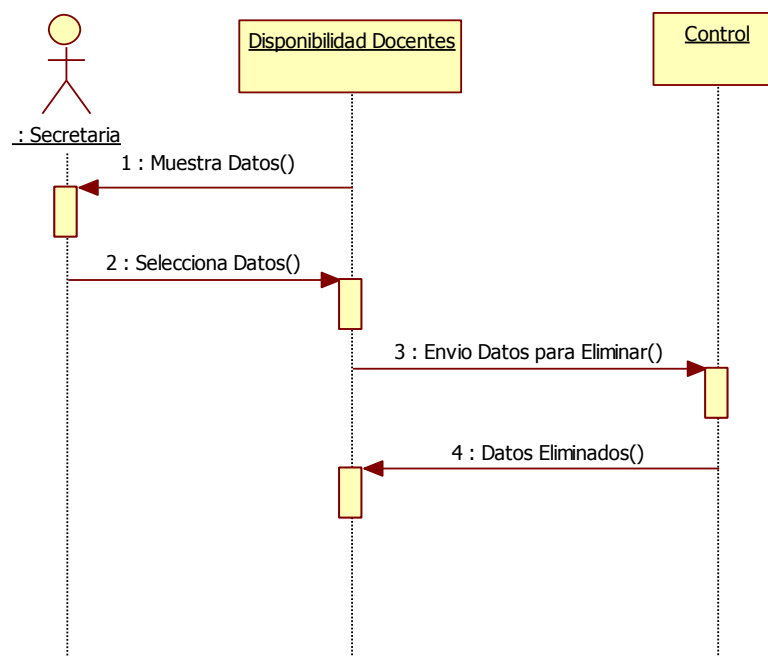 Disponibilidad Docentes
Control
: Secretaria
1 : Muestra Datos()
2 : Selecciona Datos()
3 : Envio Datos para Eliminar()
4 : Datos Eliminados()